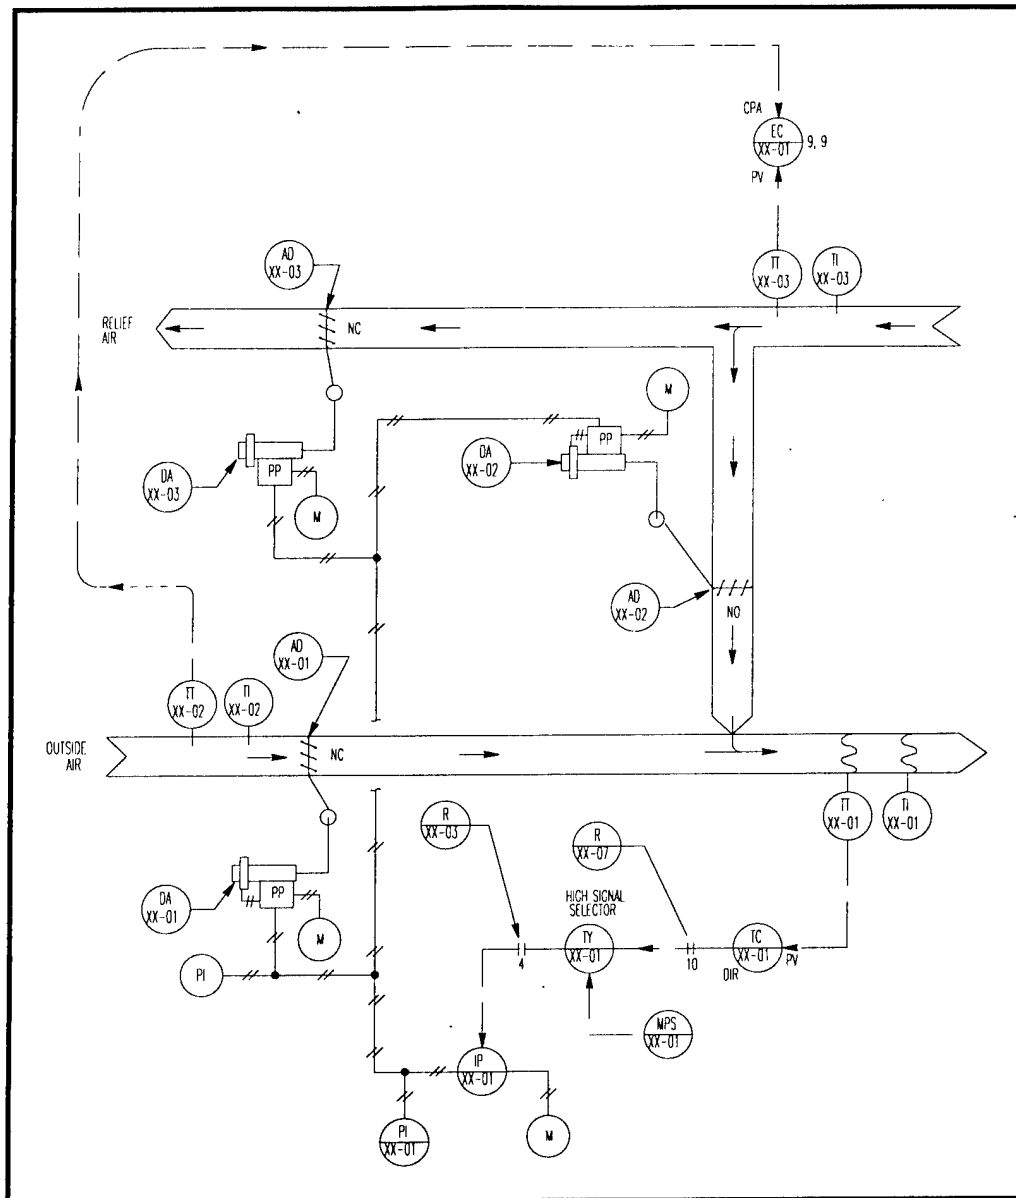 CPA
EC
XX-01
9, 9
PV
AD
XX-03
TT
XX-03
TI
XX-03
RELIEF
AIR
NC
M
DA
XX-03
PP
M
DA
XX-02
PP
AD
XX-02
NO
AD
XX-01
TT
XX-02
TI
XX-02
OUTSIDE
AIR
NC
R
XX-03
R
XX-07
TT
XX-01
TI
XX-01
DA
XX-01
PP
M
HIGH SIGNAL
SELECTOR
TY
XX-01
4
10
TC
XX-01
DIR
PV
PI
MPS
XX-01
IP
XX-01
PI
XX-01
M